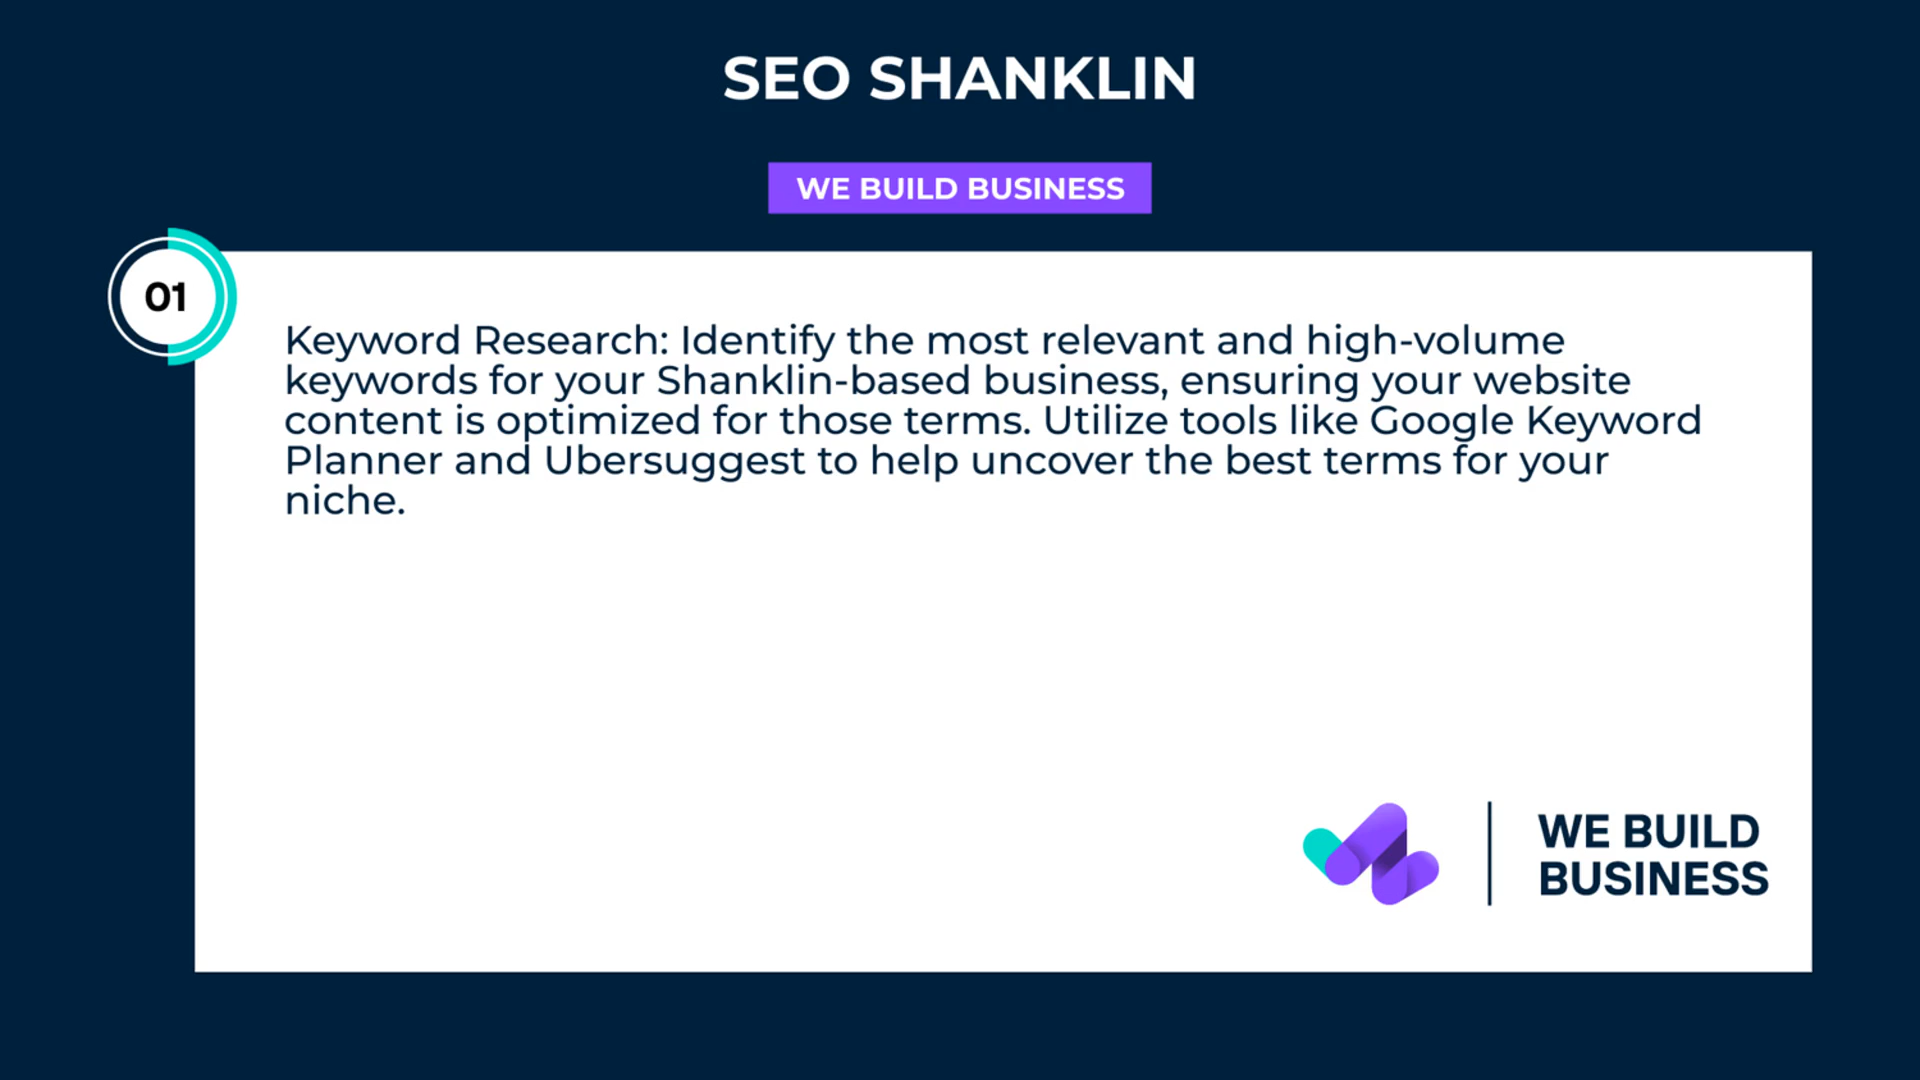 SEO SHANKLIN
WE BUILD BUSINESS
01
Keyword Research: Identify the most relevant and high-volume
keywords for your Shanklin-based business, ensuring your website
content is optimized for those terms. Utilize tools like Google Keyword
Planner and Ubersuggest to help uncover the best terms for your
niche.
WE BUILD
BUSINESS